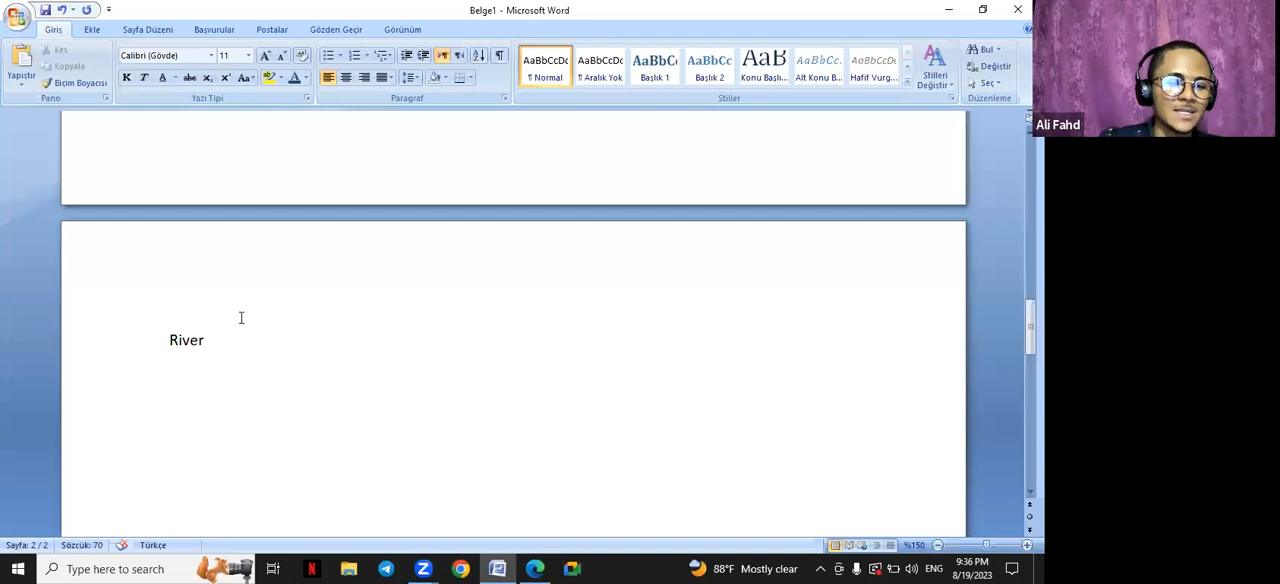 Belge1 - Microsoft Word
Giriş Ekle Sayfa Düzeni Başvurular Postalar Gözden Geçir Görünüm
Yapıştır
Kes
Kopyala
Biçim Boyacısı
Pano
Calibri (Gövde) 11
Yazı Tipi
Paragraf
AaBbCcDc AaBbCcDc AaBbC AaBbCc AaB AaBbCc. AaBbCcDc
¶ Normal ¶ Aralık Yok Başlık 1 Başlık 2 Konu Başlı... Alt Konu B... Hafif Vurg...
Stilleri
Değiştir
Stiller
Bul
Değiştir
Seç
Düzenleme
Ali Fahd
River
Sayfa: 2 / 2 Sözcük: 70 Türkçe %150
Type here to search
88°F Mostly clear
ENG
9:36 PM
8/19/2023